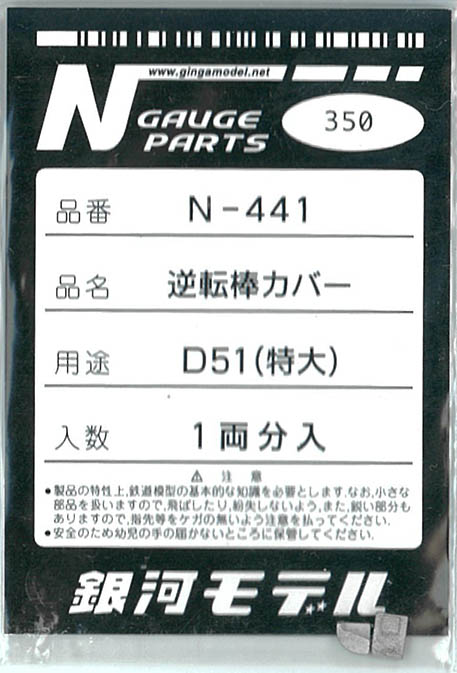 www.gingamodel.net
N GAUGE PARTS
350
品番 N-441
品名 逆転棒カバー
用途 D51(特大)
入数 1両分入
⚠ 注意
●製品の特性上,鉄道模型の基本的な知識を必要とします.なお,小さな
部品を扱いますので,飛ばしたり,紛失しないよう,また,鋭い部分も
ありますので,指先等をケガの無いよう注意を払ってください.
●安全のため幼児の手の届かないところに保管してください.
銀河モデル